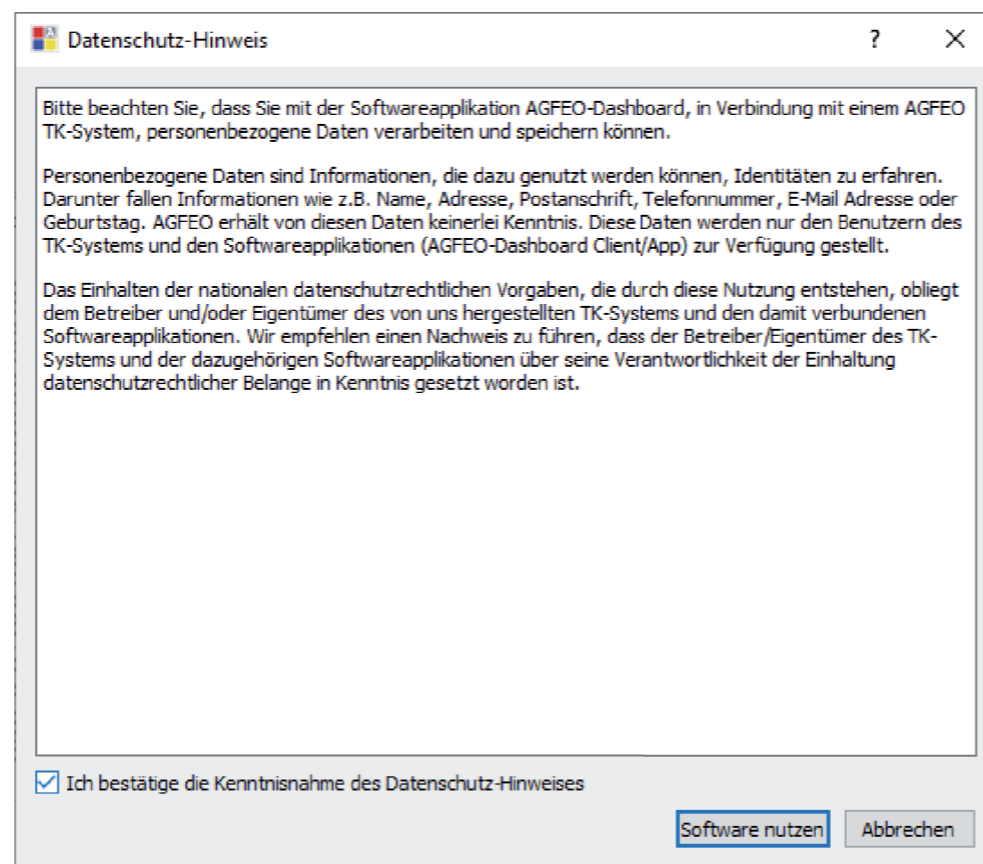 Datenschutz-Hinweis ? X
Bitte beachten Sie, dass Sie mit der Softwareapplikation AGFEO-Dashboard, in Verbindung mit einem AGFEO
TK-System, personenbezogene Daten verarbeiten und speichern können.
Personenbezogene Daten sind Informationen, die dazu genutzt werden können, Identitäten zu erfahren.
Darunter fallen Informationen wie z.B. Name, Adresse, Postanschrift, Telefonnummer, E-Mail Adresse oder
Geburtstag. AGFEO erhält von diesen Daten keinerlei Kenntnis. Diese Daten werden nur den Benutzern des
TK-Systems und den Softwareapplikationen (AGFEO-Dashboard Client/App) zur Verfügung gestellt.
Das Einhalten der nationalen datenschutzrechtlichen Vorgaben, die durch diese Nutzung entstehen, obliegt
dem Betreiber und/oder Eigentümer des von uns hergestellten TK-Systems und den damit verbundenen
Softwareapplikationen. Wir empfehlen einen Nachweis zu führen, dass der Betreiber/Eigentümer des TK-
Systems und der dazugehörigen Softwareapplikationen über seine Verantwortlichkeit der Einhaltung
datenschutzrechtlicher Belange in Kenntnis gesetzt worden ist.
Ich bestätige die Kenntnisnahme des Datenschutz-Hinweises
Software nutzen Abbrechen